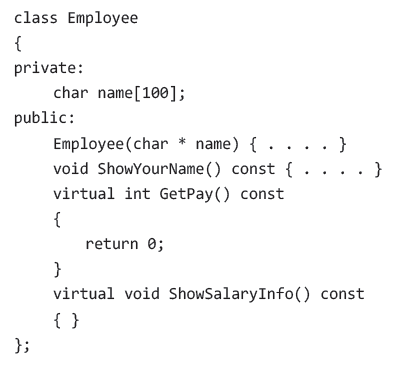 class Employee
{
private:
    char name[100];
public:
    Employee(char * name) { . . . . }
    void ShowYourName() const { . . . . }
    virtual int GetPay() const
    {
        return 0;
    }
    virtual void ShowSalaryInfo() const
    { }
};